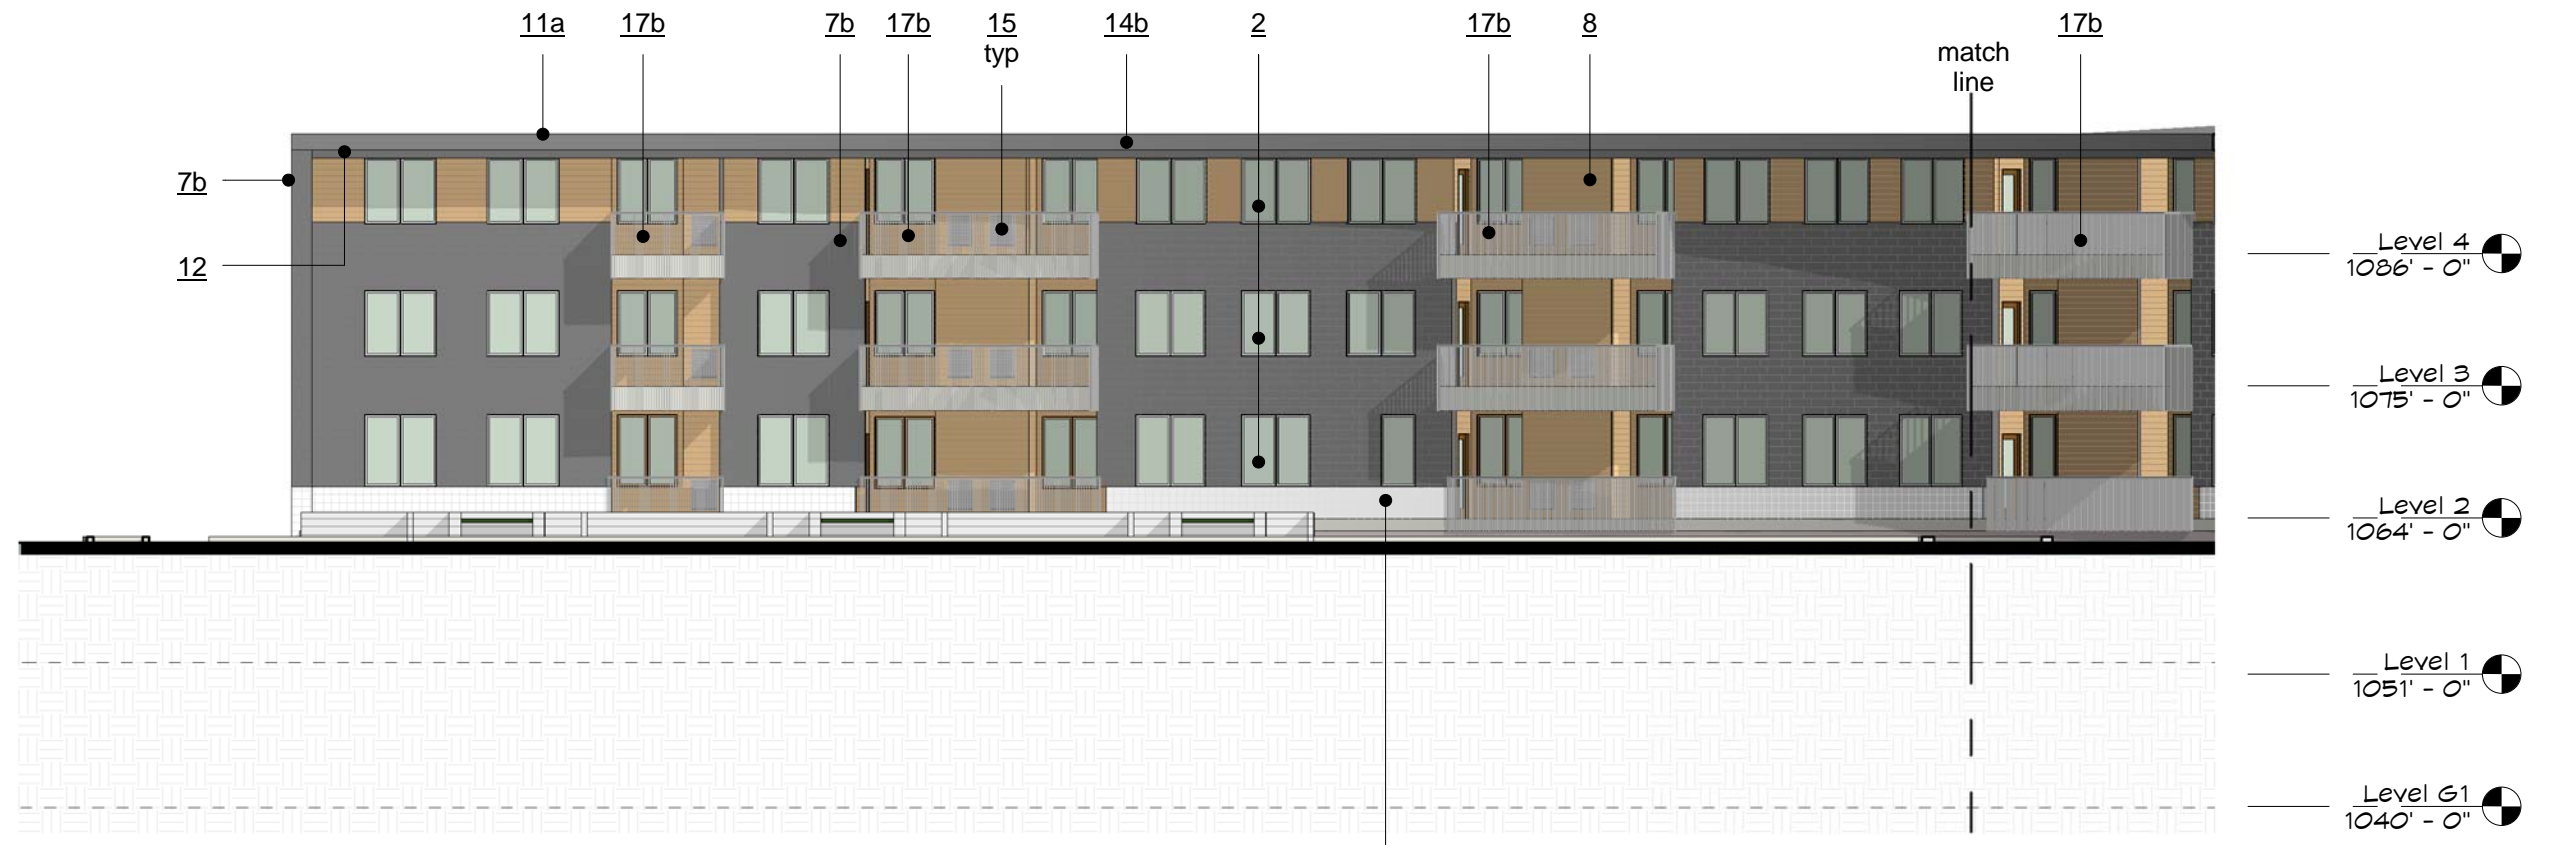 11a
17b
7b
17b
15
typ
14b
2
17b
8
match
line
17b
7b
12
Level 4
1086' - 0"
Level 3
1075' - 0"
Level 2
1064' - 0"
Level 1
1051' - 0"
Level G1
1040' - 0"